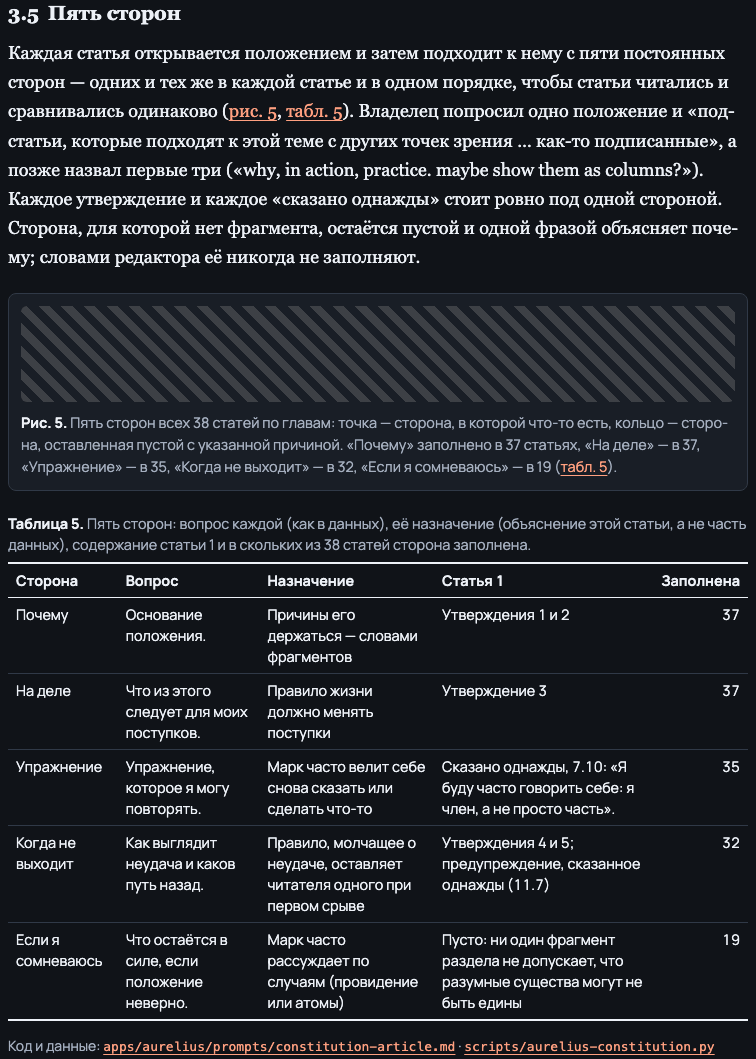 3.5 Пять сторон
Каждая статья открывается положением и затем подходит к нему с пяти постоянных
сторон — одних и тех же в каждой статье и в одном порядке, чтобы статьи читались и
сравнивались одинаково (рис. 5, табл. 5). Владелец попросил одно положение и «под-
статьи, которые подходят к этой теме с других точек зрения ... как-то подписанные», а
позже назвал первые три («why, in action, practice. maybe show them as columns?»).
Каждое утверждение и каждое «сказано однажды» стоит ровно под одной стороной.
Сторона, для которой нет фрагмента, остаётся пустой и одной фразой объясняет поче-
му; словами редактора её никогда не заполняют.
Рис. 5. Пять сторон всех 38 статей по главам: точка — сторона, в которой что-то есть, кольцо — сторо-
на, оставленная пустой с указанной причиной. «Почему» заполнено в 37 статьях, «На деле» — в 37,
«Упражнение» — в 35, «Когда не выходит» — в 32, «Если я сомневаюсь» — в 19 (табл. 5).
Таблица 5. Пять сторон: вопрос каждой (как в данных), её назначение (объяснение этой статьи, а не часть
данных), содержание статьи 1 и в скольких из 38 статей сторона заполнена.
Сторона Вопрос Назначение Статья 1 Заполнена
Почему Основание Причины его Утверждения 1 и 2 37
положения. держаться — словами
фрагментов
На деле Что из этого Правило жизни Утверждение 3 37
следует для моих должно менять
поступков. поступки
Упражнение Упражнение, Марк часто велит себе Сказано однажды, 7.10: «Я 35
которое я могу снова сказать или буду часто говорить себе: я
повторять. сделать что-то член, а не просто часть».
Когда не Как выглядит Правило, молчащее о Утверждения 4 и 5; 32
выходит неудача и каков неудаче, оставляет предупреждение, сказанное
путь назад. читателя одного при однажды (11.7)
первом срыве
Если я Что остаётся в Марк часто Пусто: ни один фрагмент 19
сомневаюсь силе, если рассуждает по раздела не допускает, что
положение случаям (провидение разумные существа могут не
неверно. или атомы) быть едины
Код и данные: apps/aurelius/prompts/constitution-article.md · scripts/aurelius-constitution.py